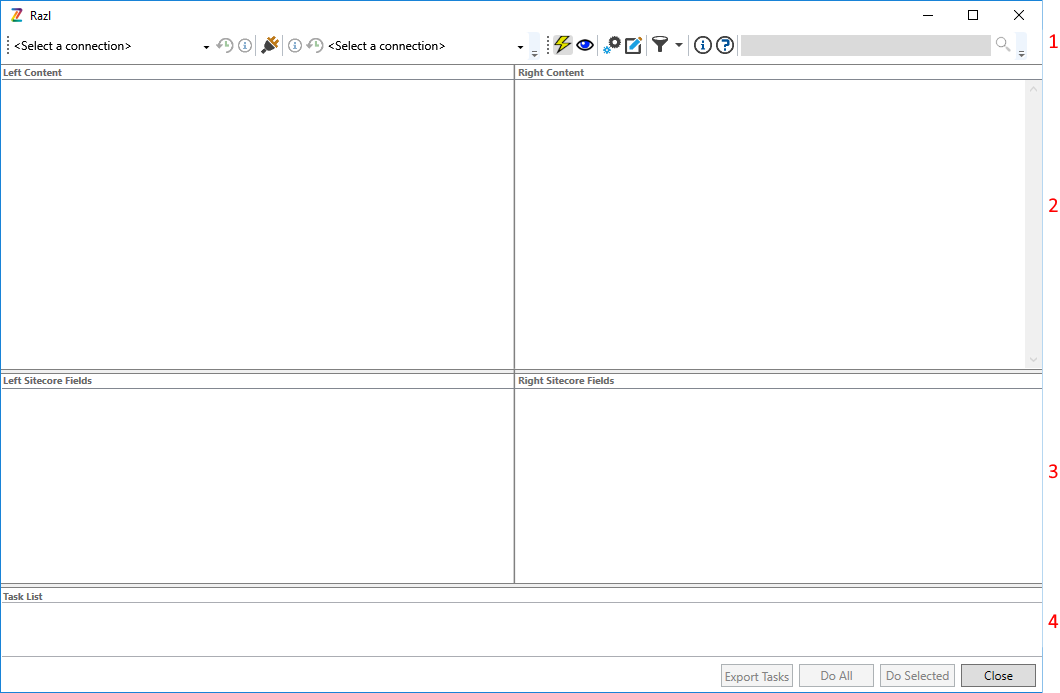 Razl
<Select a connection> <Select a connection> 1
Left Content Right Content
2
Left Sitecore Fields Right Sitecore Fields
3
Task List
4
Export Tasks Do All Do Selected Close